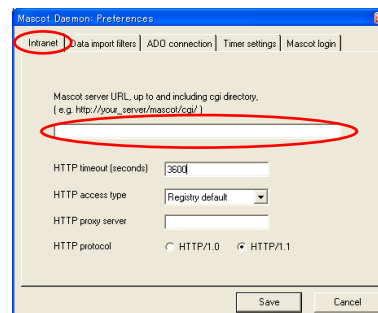 Mascot Daemon: Preferences
Intranet Data import filters ADO connection Timer settings Mascot login
Mascot server URL, up to and including cgi directory,
( e.g. http://your_server/mascot/cgi/ )
HTTP timeout (seconds) 3600
HTTP access type Registry default
HTTP proxy server
HTTP protocol HTTP/1.0 HTTP/1.1
Save Cancel